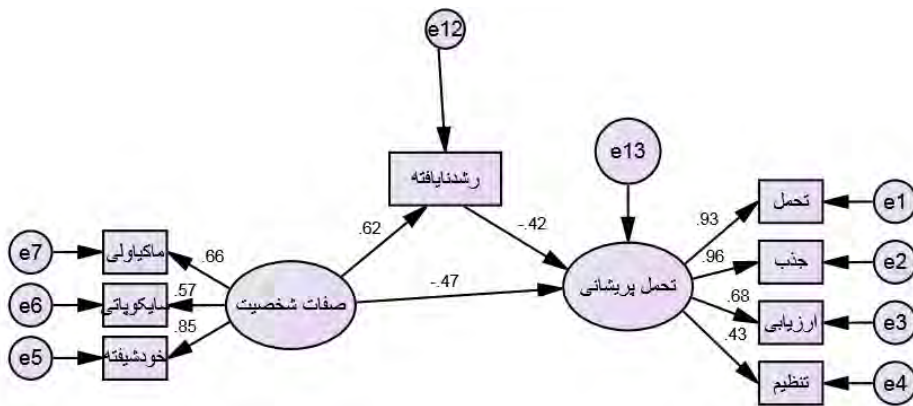 e12
e13
رشدنایافته
تحمل
e1
.93
.62
-.42
e7
ماکیاولی
.66
جذب
e2
.96
e6
سایکوپاتی
.57
صفات شخصیت
-.47
تحمل پریشانی
.68
ارزیابی
e3
e5
خودشیفته
.85
.43
تنظیم
e4